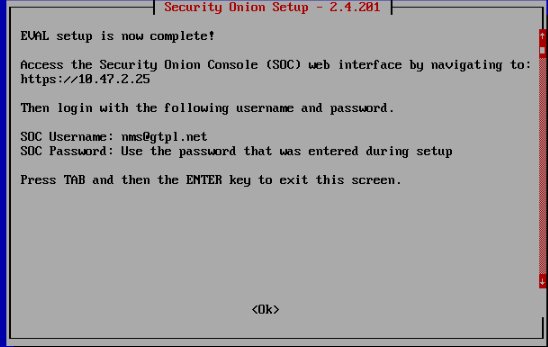 Security Onion Setup - 2.4.201
EVAL setup is now complete!
Access the Security Onion Console (SOC) web interface by navigating to:
https://10.47.2.25
Then login with the following username and password.
SOC Username: nms@gtpl.net
SOC Password: Use the password that was entered during setup
Press TAB and then the ENTER key to exit this screen.
<Ok>